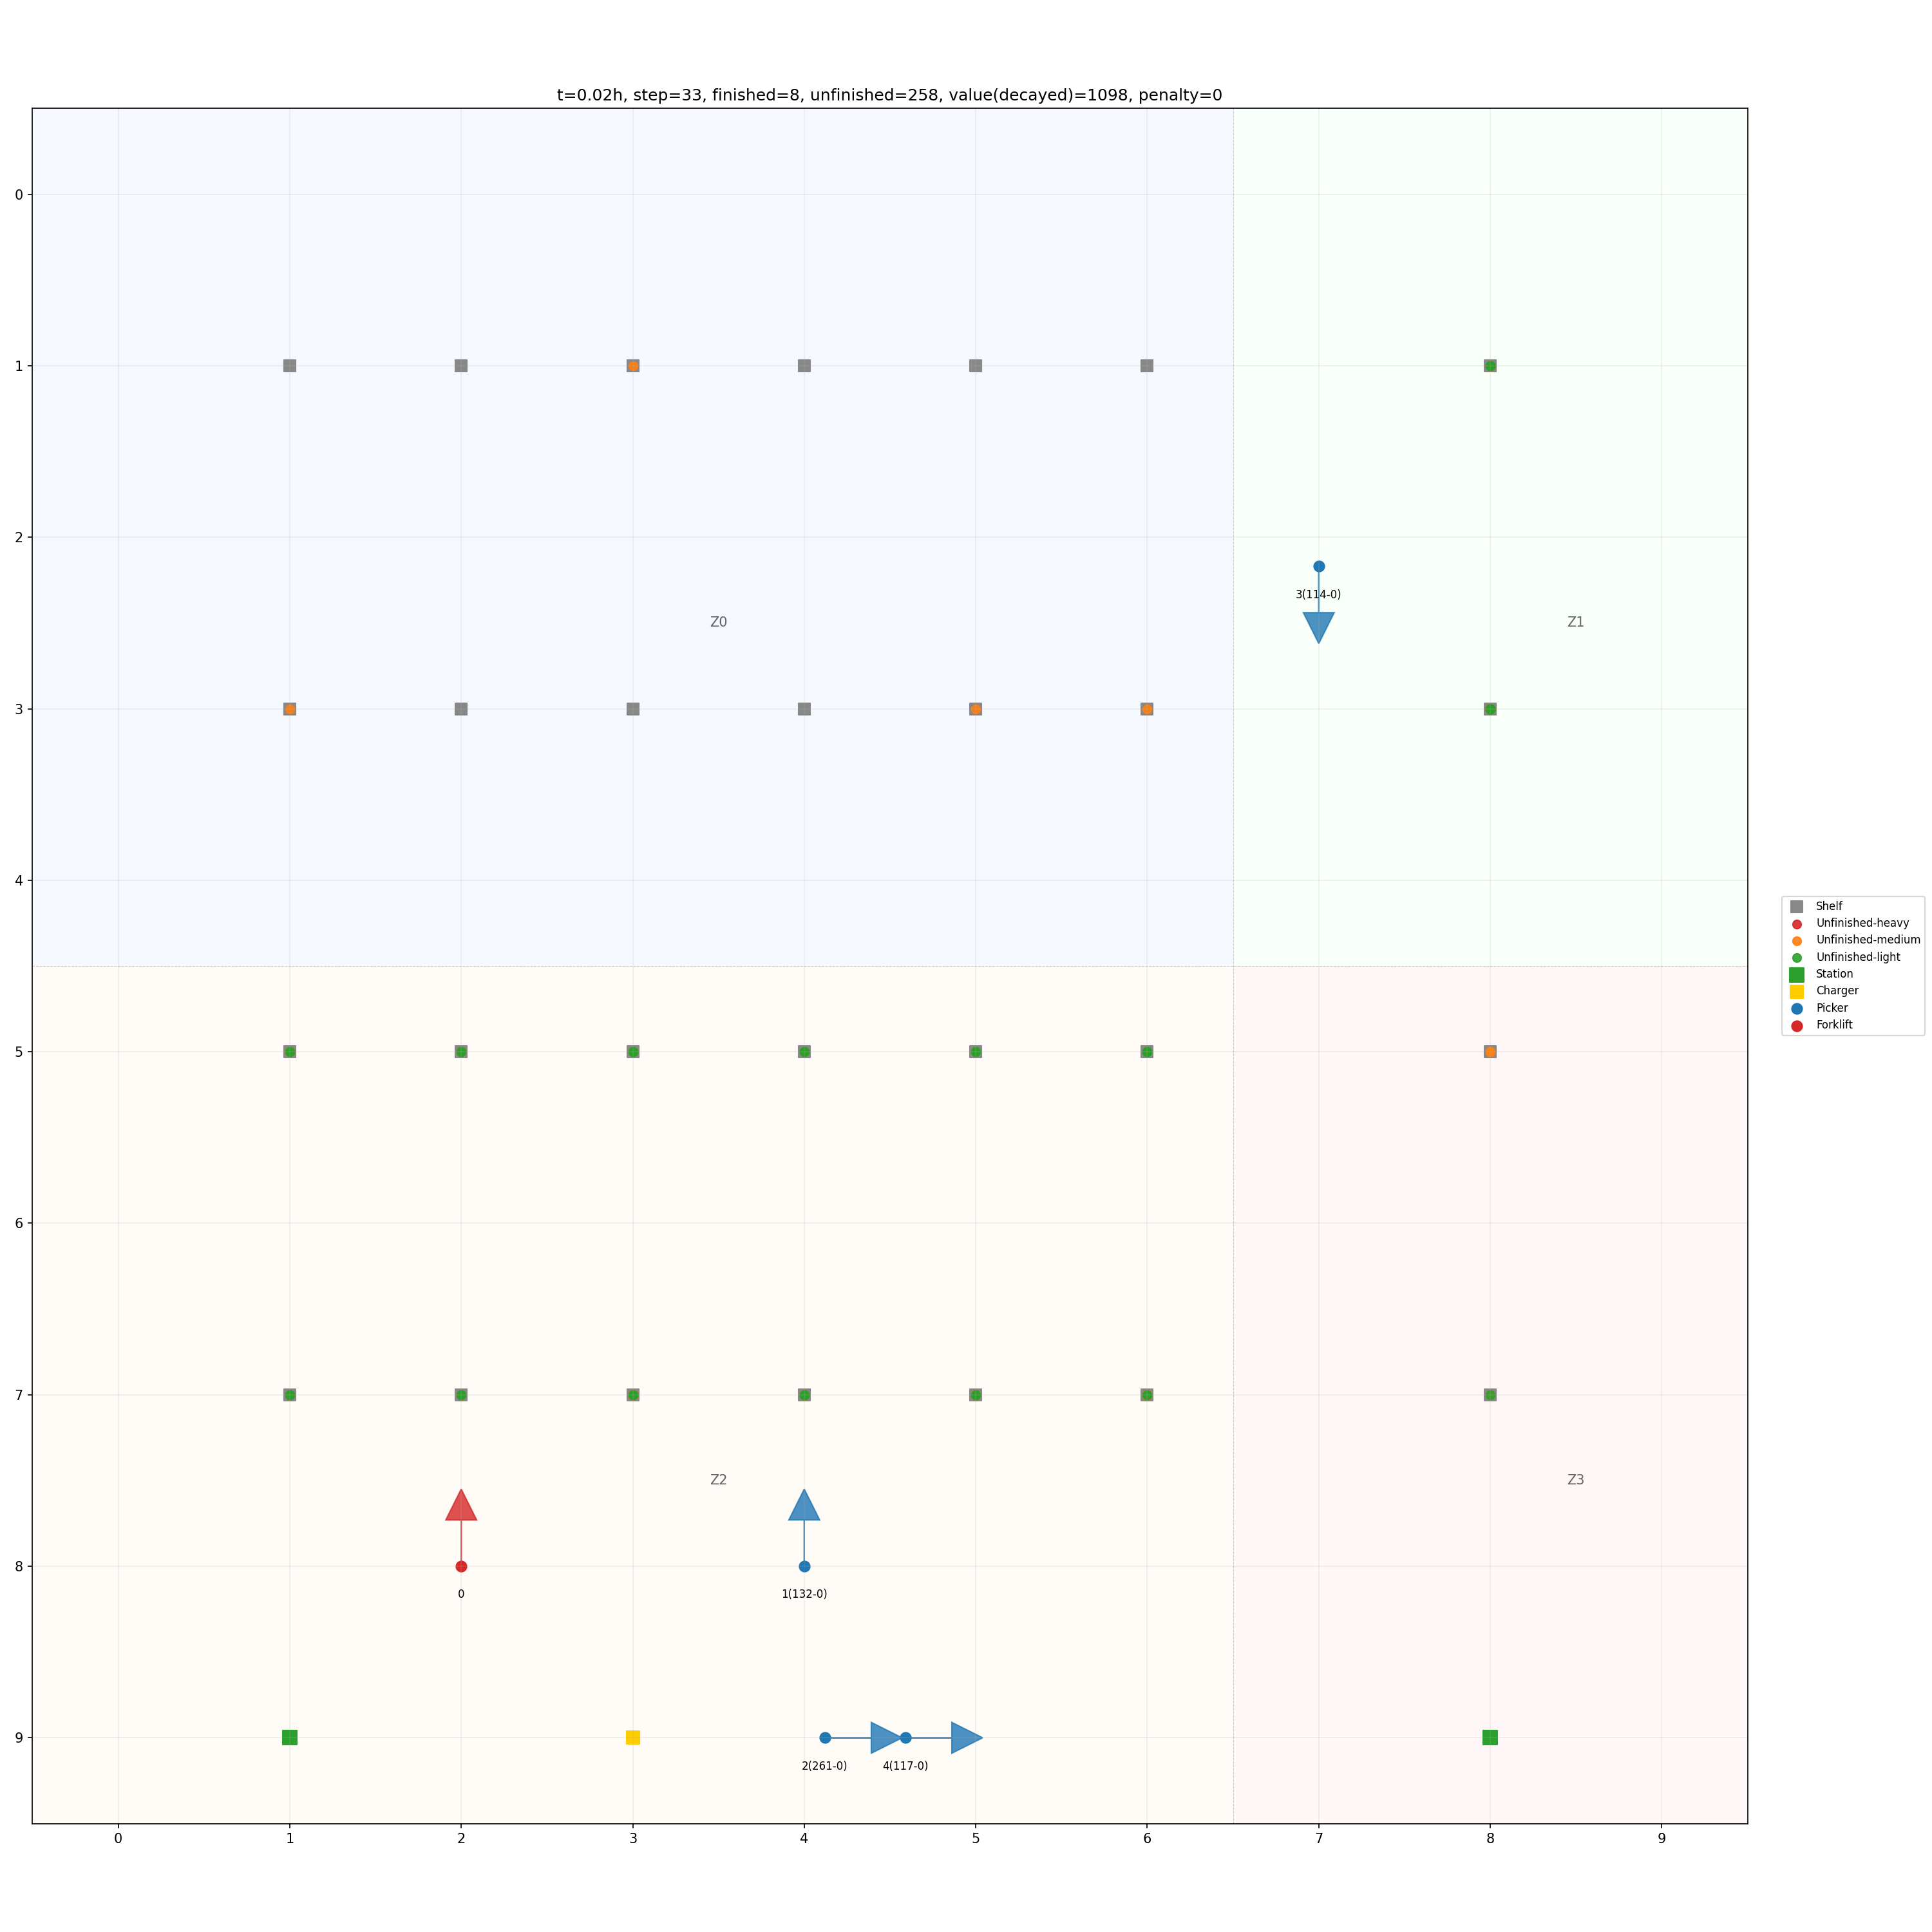 t=0.02h, step=33, finished=8, unfinished=258, value(decayed)=1098, penalty=0
0
1
2
3(114-0)
Z0
Z1
3
4
Shelf
Unfinished-heavy
Unfinished-medium
Unfinished-light
Station
Charger
Picker
Forklift
5
6
7
Z2
Z3
8
0
1(132-0)
9
2(261-0)
4(117-0)
0 1 2 3 4 5 6 7 8 9